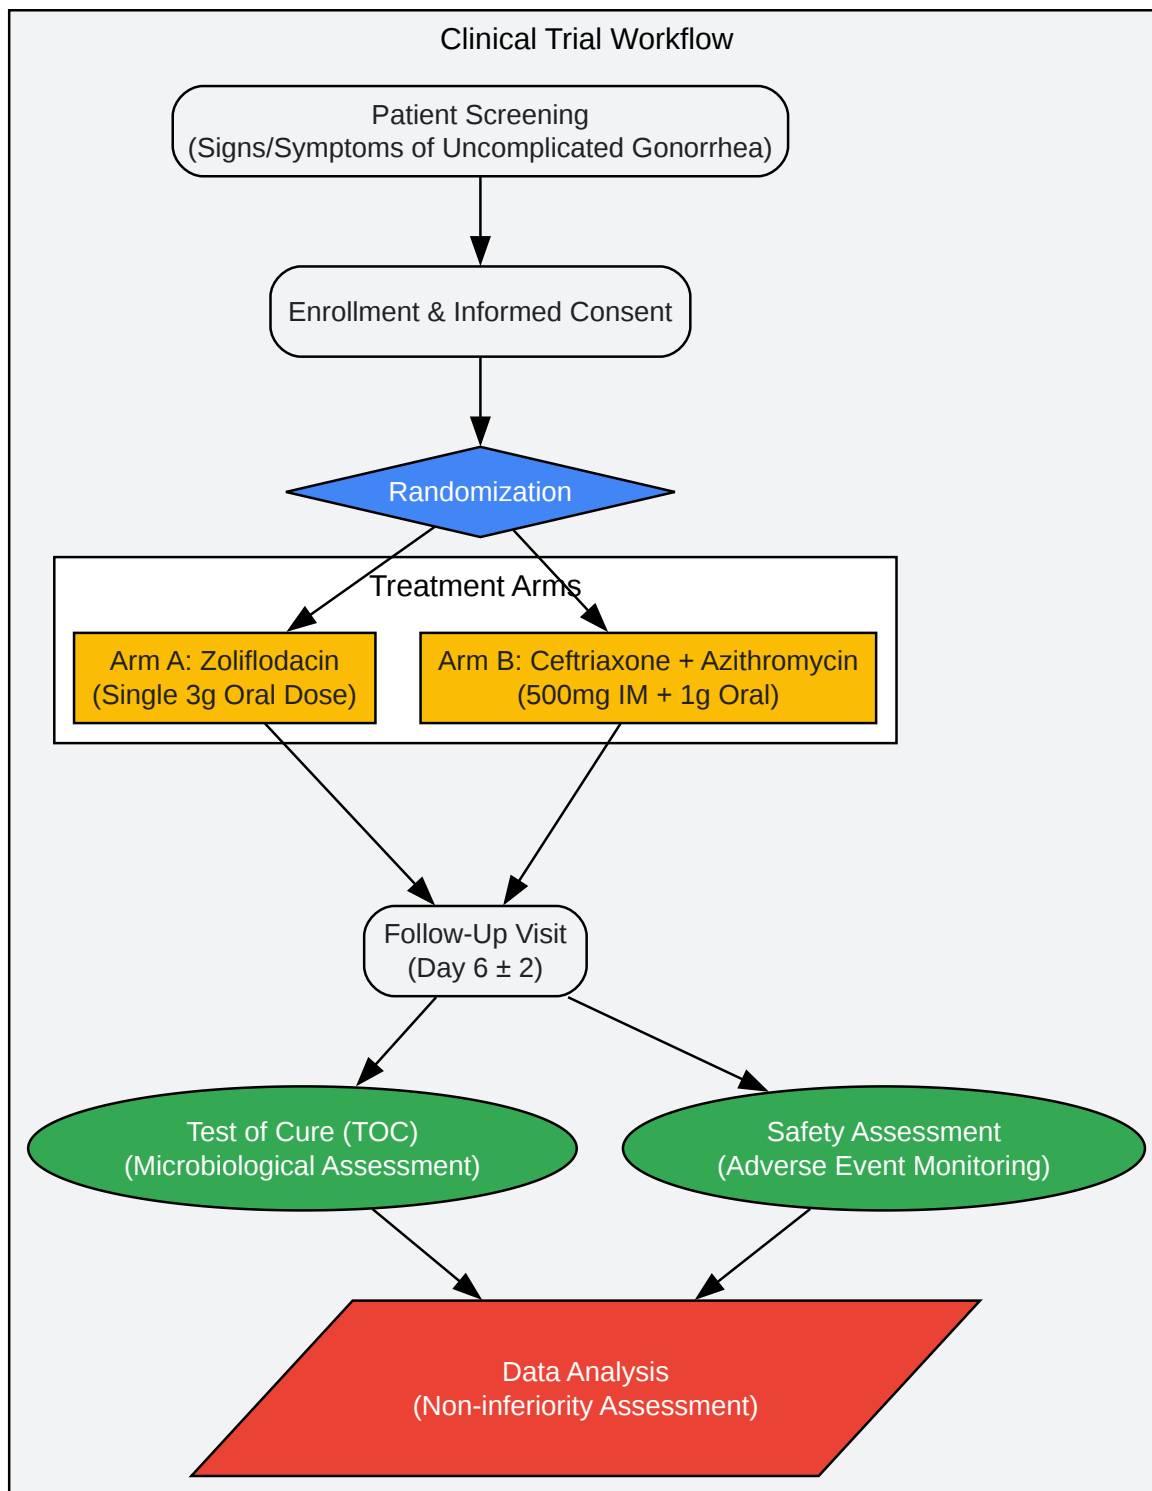 Clinical Trial Workflow
Patient Screening
(Signs/Symptoms of Uncomplicated Gonorrhea)
Enrollment & Informed Consent
Randomization
Treatment Arms
Arm A: Zoliflodacin
(Single 3g Oral Dose)
Arm B: Ceftriaxone + Azithromycin
(500mg IM + 1g Oral)
Follow-Up Visit
(Day 6 ± 2)
Test of Cure (TOC)
(Microbiological Assessment)
Safety Assessment
(Adverse Event Monitoring)
Data Analysis
(Non-inferiority Assessment)